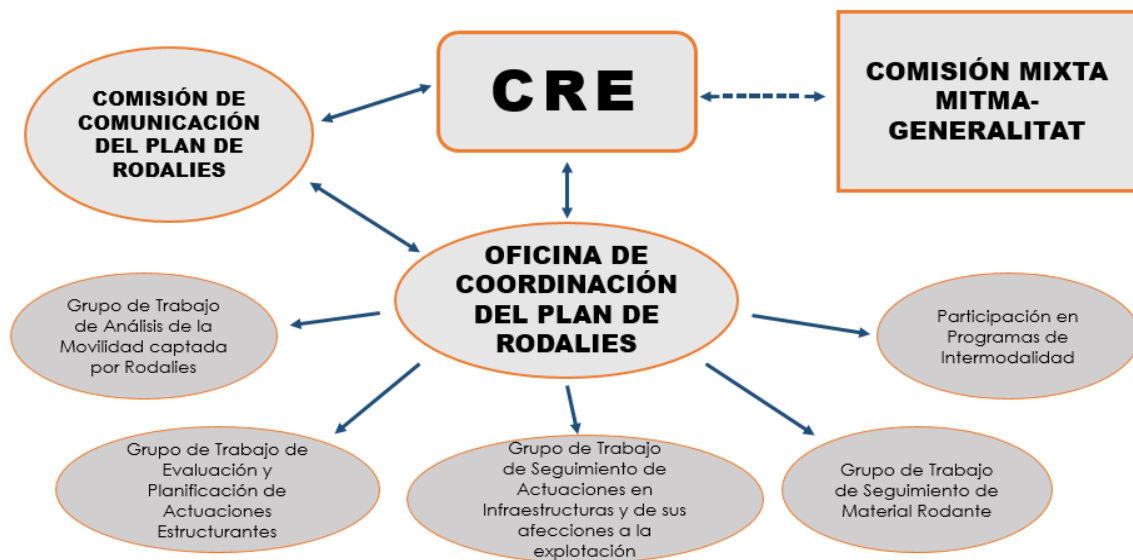 COMISIÓN DE
COMUNICACIÓN
DEL PLAN DE
RODALIES
CRE
COMISIÓN MIXTA
MITMA-
GENERALITAT
OFICINA DE
COORDINACIÓN
DEL PLAN DE
RODALIES
Grupo de Trabajo
de Análisis de la
Movilidad captada
por Rodalies
Participación en
Programas de
Intermodalidad
Grupo de Trabajo de
Evaluación y
Planificación de
Actuaciones
Estructurantes
Grupo de Trabajo
de Seguimiento de
Actuaciones en
Infraestructuras y de sus
afecciones a la
explotación
Grupo de Trabajo
de Seguimiento de
Material Rodante